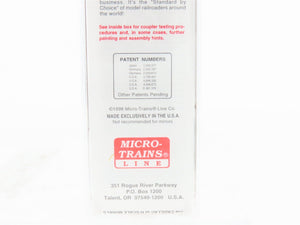 business. It's the "Standard by
Choice" of model railroaders around
the world!
See inside box for coupler testing pro-
cedures and, in some cases, further
painting and assembly hints.
PATENT NUMBERS
Other Patents Pending
Micro-Trains® Line Co.
MADE EXCLUSIVELY IN THE U.S.A.
Not recommended for minors
MICRO-
TRAINS®
LINE
351 Rogue River Parkway
P.O. Box 1200
Talent, OR 97540-1200 U.S.A.